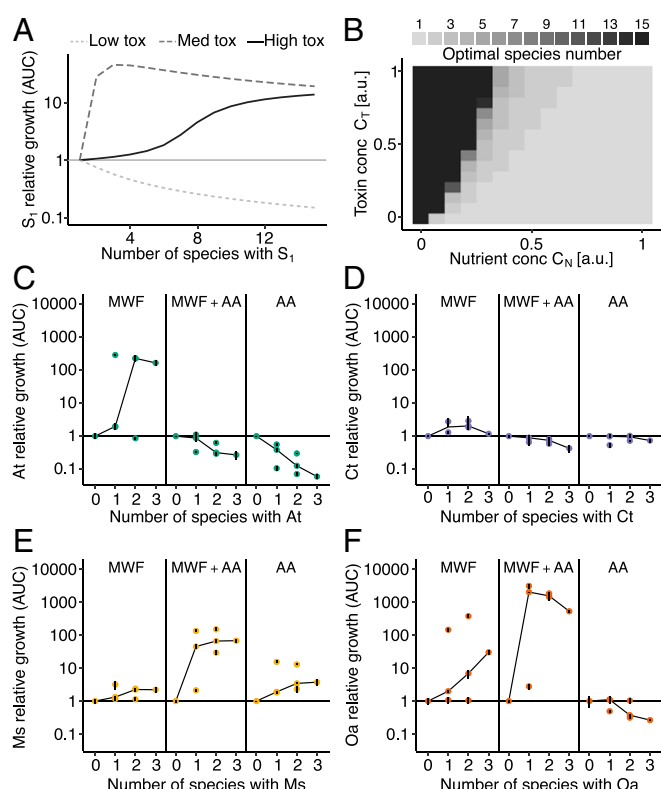 A
Low tox Med tox High tox
S1 relative growth (AUC)
10
1
0.1
4 8 12
Number of species with S1
B
1 3 5 7 9 11 13 15
Optimal species number
Toxin conc CT [a.u.]
1
0.5
0
0 0.5 1
Nutrient conc CN [a.u.]
C
MWF MWF + AA AA
At relative growth (AUC)
10000
1000
100
10
1
0.1
0 1 2 3 0 1 2 3 0 1 2 3
Number of species with At
D
MWF MWF + AA AA
Ct relative growth (AUC)
10000
1000
100
10
1
0.1
0 1 2 3 0 1 2 3 0 1 2 3
Number of species with Ct
E
MWF MWF + AA AA
Ms relative growth (AUC)
10000
1000
100
10
1
0.1
0 1 2 3 0 1 2 3 0 1 2 3
Number of species with Ms
F
MWF MWF + AA AA
Oa relative growth (AUC)
10000
1000
100
10
1
0.1
0 1 2 3 0 1 2 3 0 1 2 3
Number of species with Oa